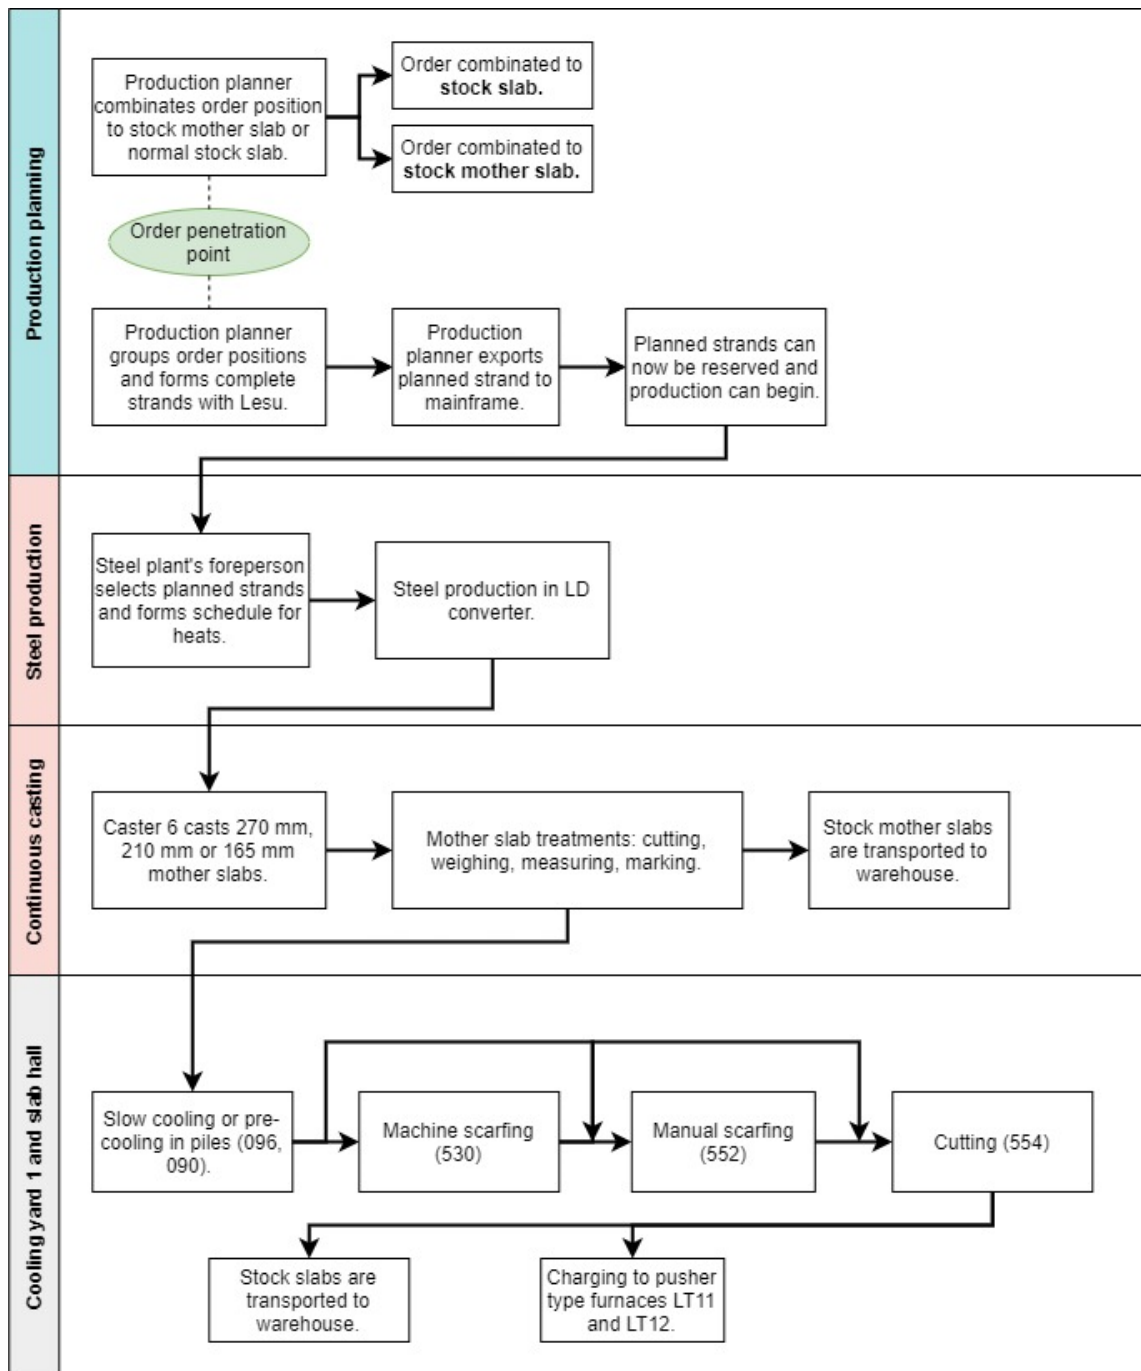 Production planning
Production planner
combinates order position
to stock mother slab or
normal stock slab.
Order combinated to
stock slab.
Order combinated to
stock mother slab.
Order penetration
point
Production planner
groups order positions
and forms complete
strands with Lesu.
Production
planner exports
planned strand to
mainframe.
Planned strands can
now be reserved and
production can begin.
Steel production
Steel plant's foreperson
selects planned strands
and forms schedule for
heats.
Steel production in LD
converter.
Continuous casting
Caster 6 casts 270 mm,
210 mm or 165 mm
mother slabs.
Mother slab treatments: cutting,
weighing, measuring, marking.
Stock mother slabs
are transported to
warehouse.
Cooling yard 1 and slab hall
Slow cooling or pre-
cooling in piles (096,
090).
Machine scarfing
(530)
Manual scarfing
(552)
Cutting (554)
Stock slabs are
transported to
warehouse.
Charging to pusher
type furnaces LT11
and LT12.